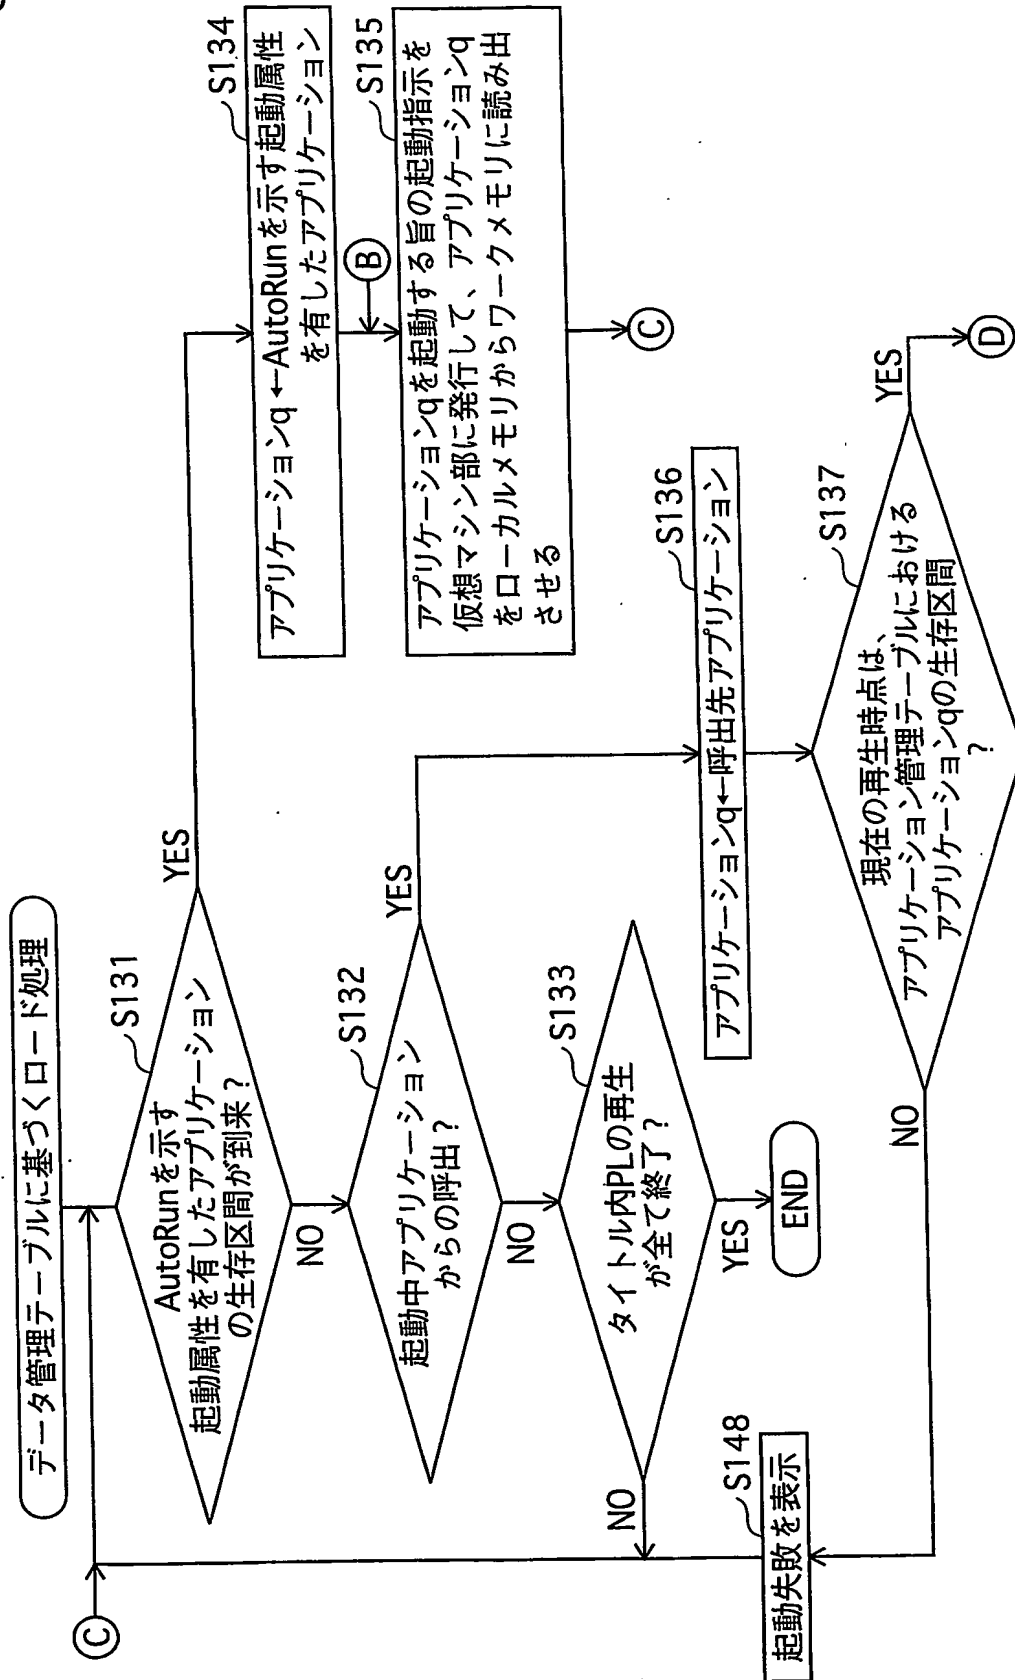 データ管理テーブルに基づくロード処理
S131
AutoRunを示す
起動属性を有したアプリケーション
の生存区間が到来？
YES
NO
S132
起動中アプリケーション
からの呼出？
YES
NO
S133
タイトル内PLの再生
が全て終了？
NO
YES
END
S134
アプリケーションq←AutoRunを示す起動属性
を有したアプリケーション
B
S135
アプリケーションqを起動する旨の起動指示を
仮想マシン部に発行して、アプリケーションq
をローカルメモリからワークメモリに読み出
させる
C
S136
アプリケーションq←呼出先アプリケーション
S137
現在の再生時点は、
アプリケーション管理テーブルにおける
アプリケーションqの生存区間
？
YES
D
NO
S148
起動失敗を表示
C